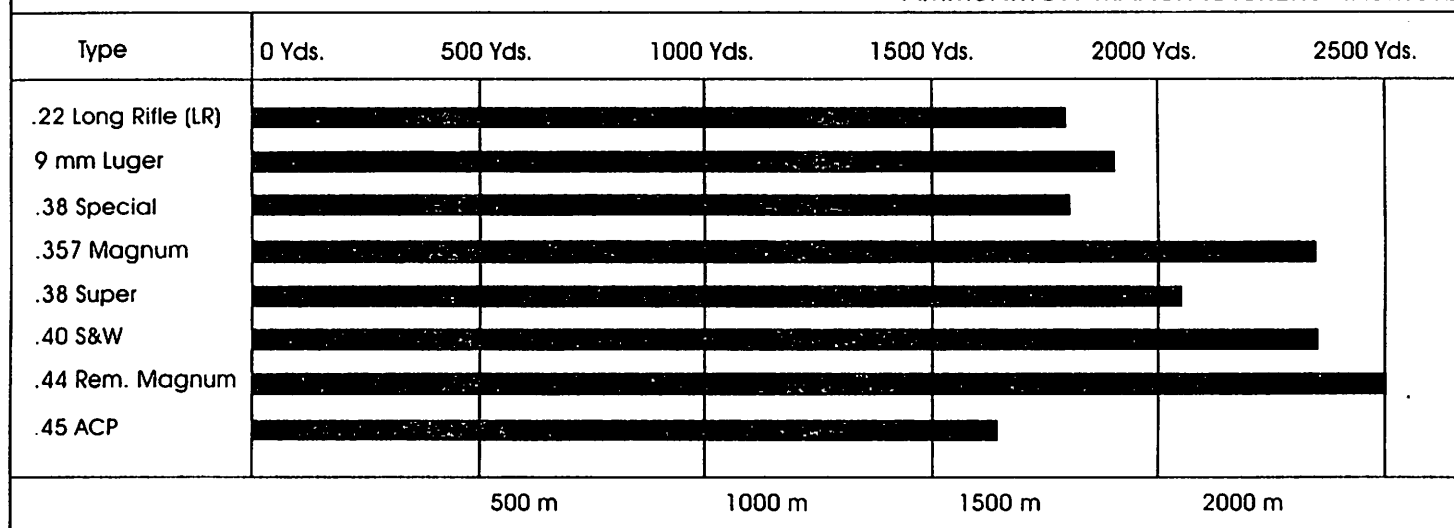 Type 0 Yds. 500 Yds. 1000 Yds. 1500 Yds. 2000 Yds. 2500 Yds.
.22 Long Rifle (LR)
9 mm Luger
.38 Special
.357 Magnum
.38 Super
.40 S&W
.44 Rem. Magnum
.45 ACP
500 m 1000 m 1500 m 2000 m